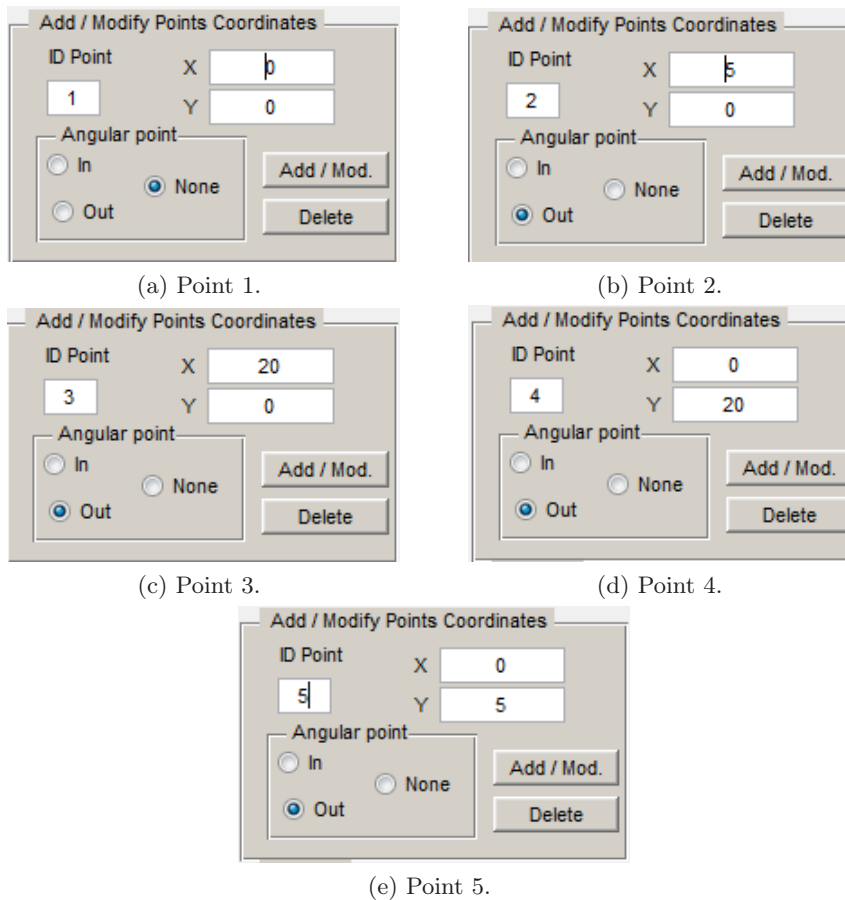 Add / Modify Points Coordinates
ID Point
X 0
1
Y 0
Angular point
In
None
Out
Add / Mod.
Delete
(a) Point 1.
Add / Modify Points Coordinates
ID Point
X 5
2
Y 0
Angular point
In
None
Out
Add / Mod.
Delete
(b) Point 2.
Add / Modify Points Coordinates
ID Point
X 20
3
Y 0
Angular point
In
None
Out
Add / Mod.
Delete
(c) Point 3.
Add / Modify Points Coordinates
ID Point
X 0
4
Y 20
Angular point
In
None
Out
Add / Mod.
Delete
(d) Point 4.
Add / Modify Points Coordinates
ID Point
X 0
5
Y 5
Angular point
In
None
Out
Add / Mod.
Delete
(e) Point 5.